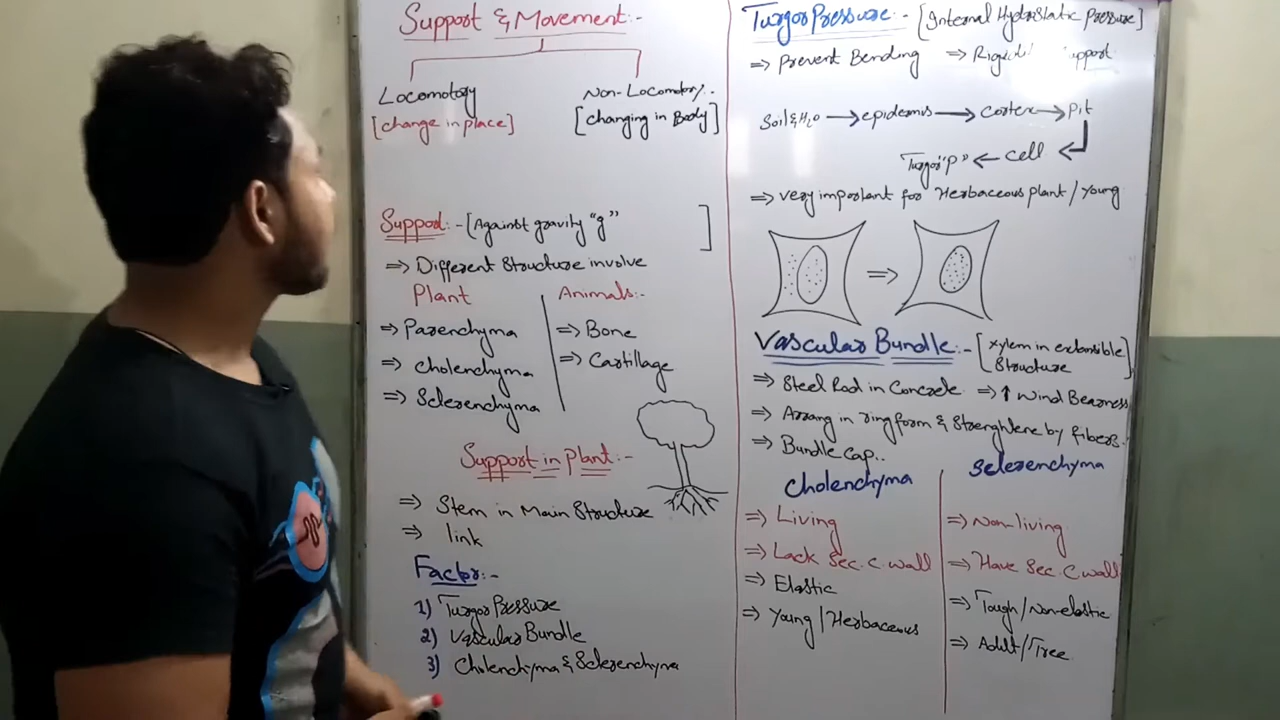 Support & Movement:-
Locomotory
[change in place]
Non-Locomotory..
[changing in Body]
Support:- [Against gravity "g" ]
⇒ Different Structure involve
Plant
⇒ Parenchyma
⇒ cholenchyma
⇒ Sclerenchyma
Animals:-
⇒ Bone
⇒ Cartillage
Support in plant:-
⇒ Stem in Main Structure
⇒ link
Factor:-
1) Turgor Pressure
2) Vascular Bundle
3) Cholenchyma & Sclerenchyma
Turgor Pressure:- [Internal Hydrostatic Pressure]
⇒ Prevent Bending ⇒
Soil & H₂O → epidermis → cortex → pit
Turgor "p" ← cell ↵
⇒ very important for Herbaceous plant / Young
⇒
Vascular Bundle:- [xylem in extensible
Structure]
⇒ Steel Rod in Concrete ⇒ ↑ Wind Bearness
⇒ Arrang in ring form & Strenghtene by fibers.
⇒ Bundle Cap..
Cholenchyma
⇒ Living
⇒ Lack Sec. C. wall
⇒ Elastic
⇒ Young / Herbaceous
Sclerenchyma
⇒ Non-living
⇒ Have Sec. C wall
⇒ Tough / Non-elastic
⇒ Adult / Tree